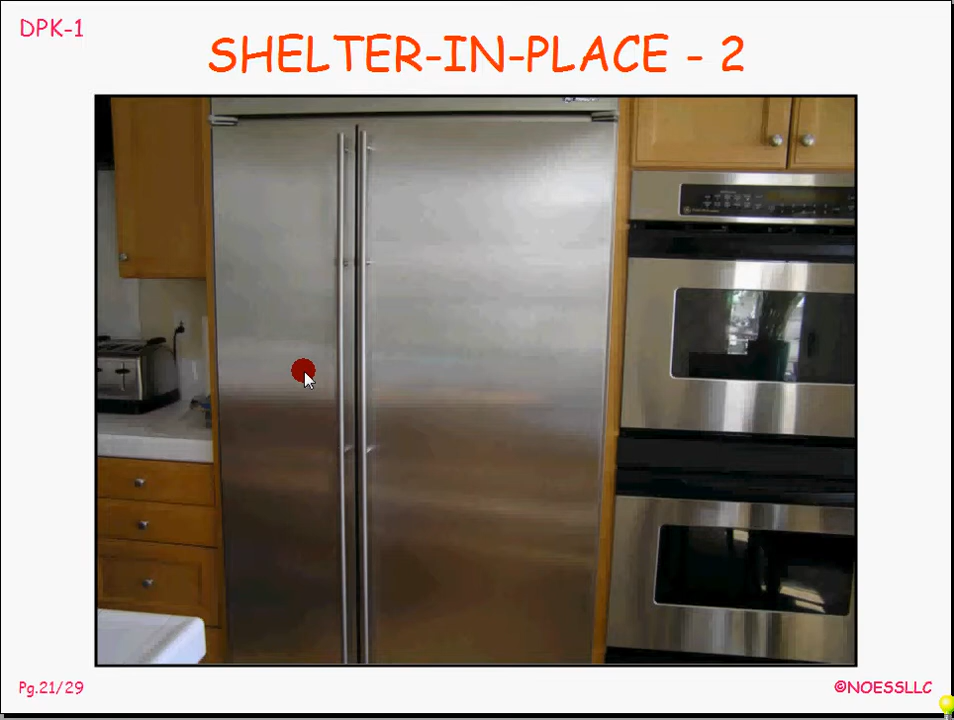 DPK-1
SHELTER-IN-PLACE - 2
Pg.21/29
©NOESSLLC